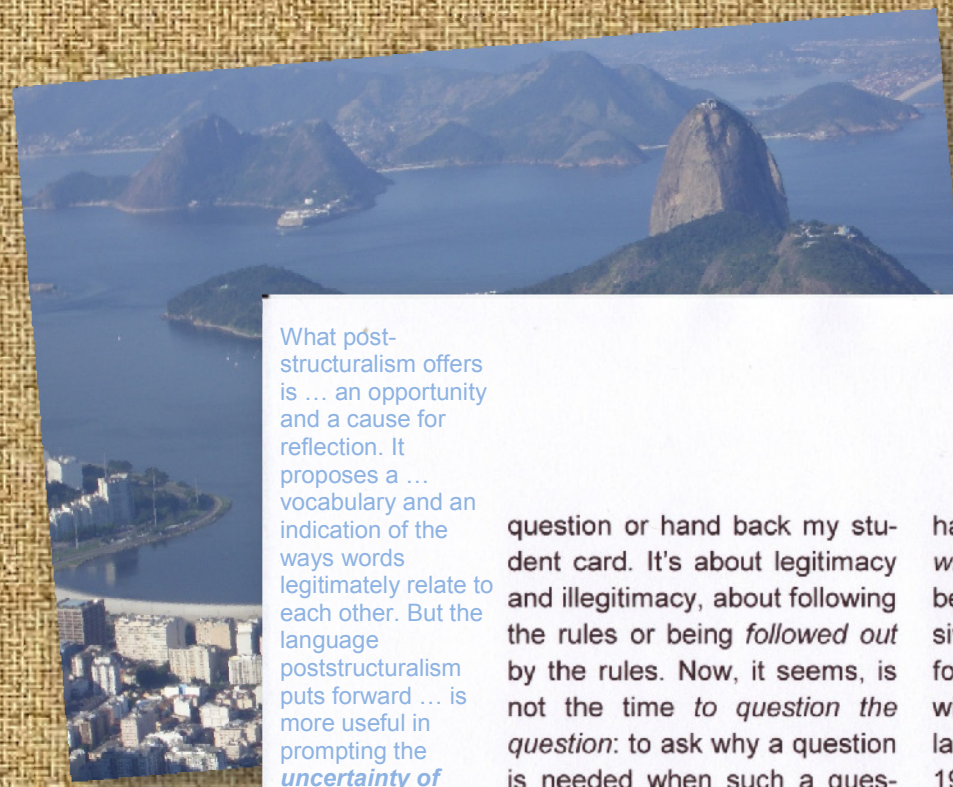 What post-
structuralism offers
is … an opportunity
and a cause for
reflection. It
proposes a …
vocabulary and an
indication of the
ways words
legitimately relate to
each other. But the
language
poststructuralism
puts forward … is
more useful in
prompting the
uncertainty of
question or hand back my stu-
dent card. It's about legitimacy
and illegitimacy, about following
the rules or being followed out
by the rules. Now, it seems, is
not the time to question the
question: to ask why a question
is needed when such a ques-